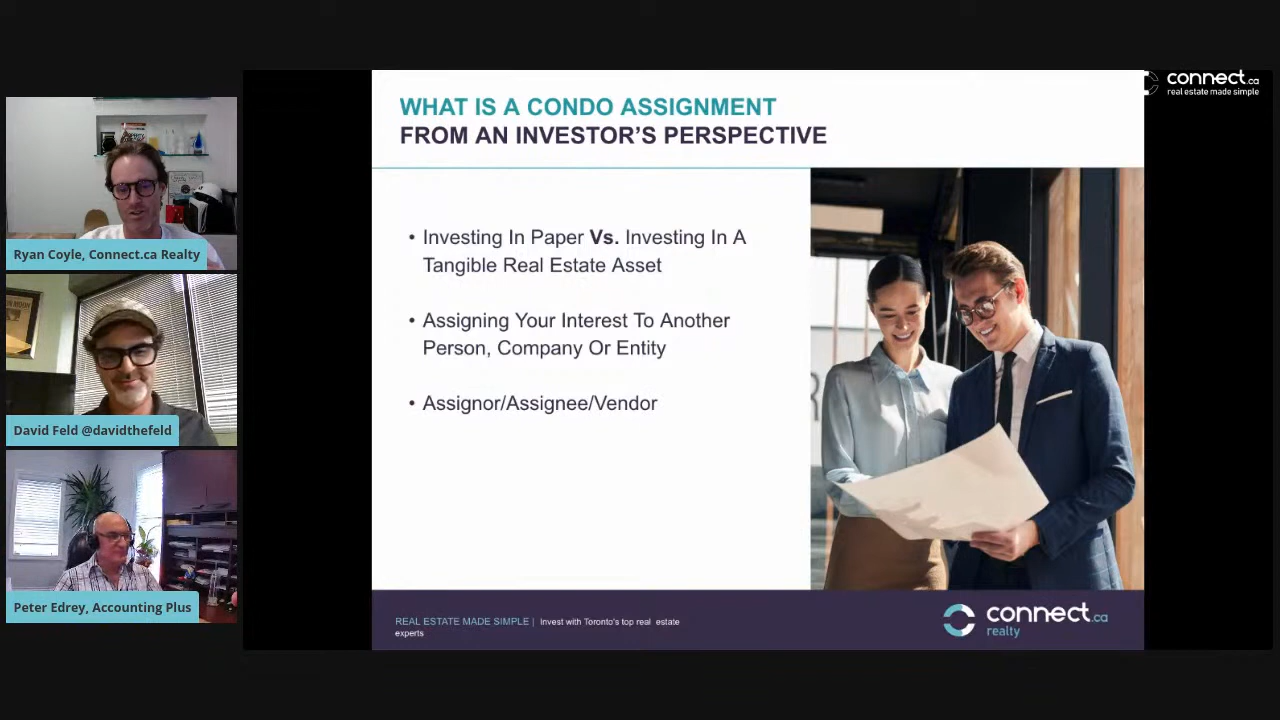 connect.ca
real estate made simple
WHAT IS A CONDO ASSIGNMENT
FROM AN INVESTOR'S PERSPECTIVE
Ryan Coyle, Connect.ca Realty
• Investing In Paper Vs. Investing In A
Tangible Real Estate Asset
• Assigning Your Interest To Another
Person, Company Or Entity
• Assignor/Assignee/Vendor
David Feld @davidthefeld
Peter Edrey, Accounting Plus
REAL ESTATE MADE SIMPLE | Invest with Toronto's top real estate
experts
connect.ca
realty